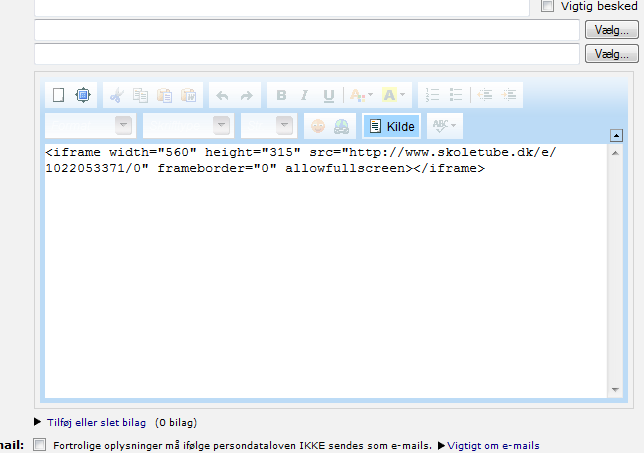 Vigtig besked
Vælg...
Vælg...
B I U A A
Kilde ABC
<iframe width="560" height="315" src="http://www.skoletube.dk/e/
1022053371/0" frameborder="0" allowfullscreen></iframe>
Tilføj eller slet bilag (0 bilag)
mail: Fortrolige oplysninger må ifølge persondataloven IKKE sendes som e-mails. Vigtigt om e-mails